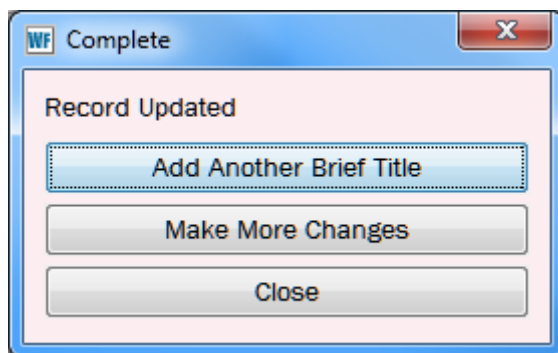 WF Complete
Record Updated
Add Another Brief Title
Make More Changes
Close